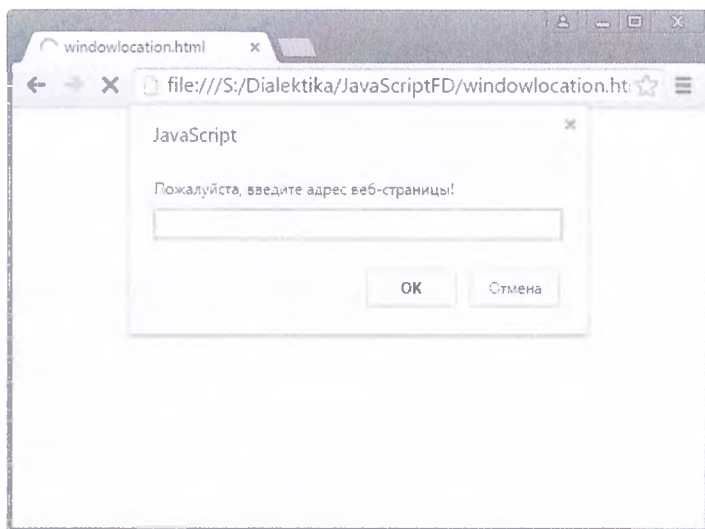 windowlocation.html
file:///S:/Dialektika/JavaScriptFD/windowlocation.ht
JavaScript
Пожалуйста, введите адрес веб-страницы!
OK
Отмена